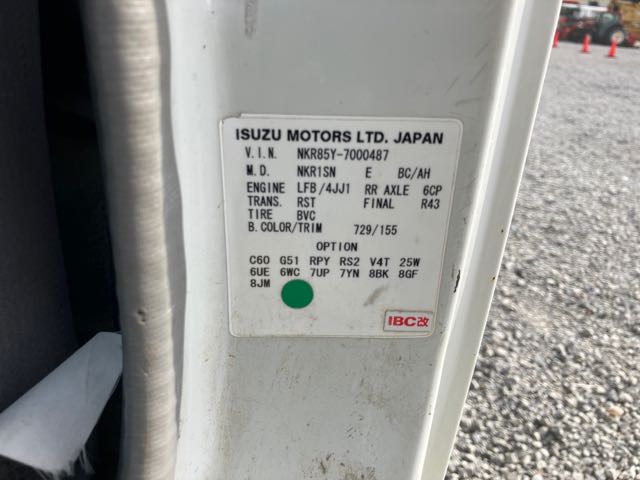 ISUZU MOTORS LTD. JAPAN
V.I.N. NKR85Y-7000487
M.D. NKR1SN E BC/AH
ENGINE LFB/4JJ1 RR AXLE 6CP
TRANS. RST FINAL R43
TIRE BVC
B.COLOR/TRIM 729/155
OPTION
C60 G51 RPY RS2 V4T 25W
6UE 6WC 7UP 7YN 8BK 8GF
8JM
IBC改